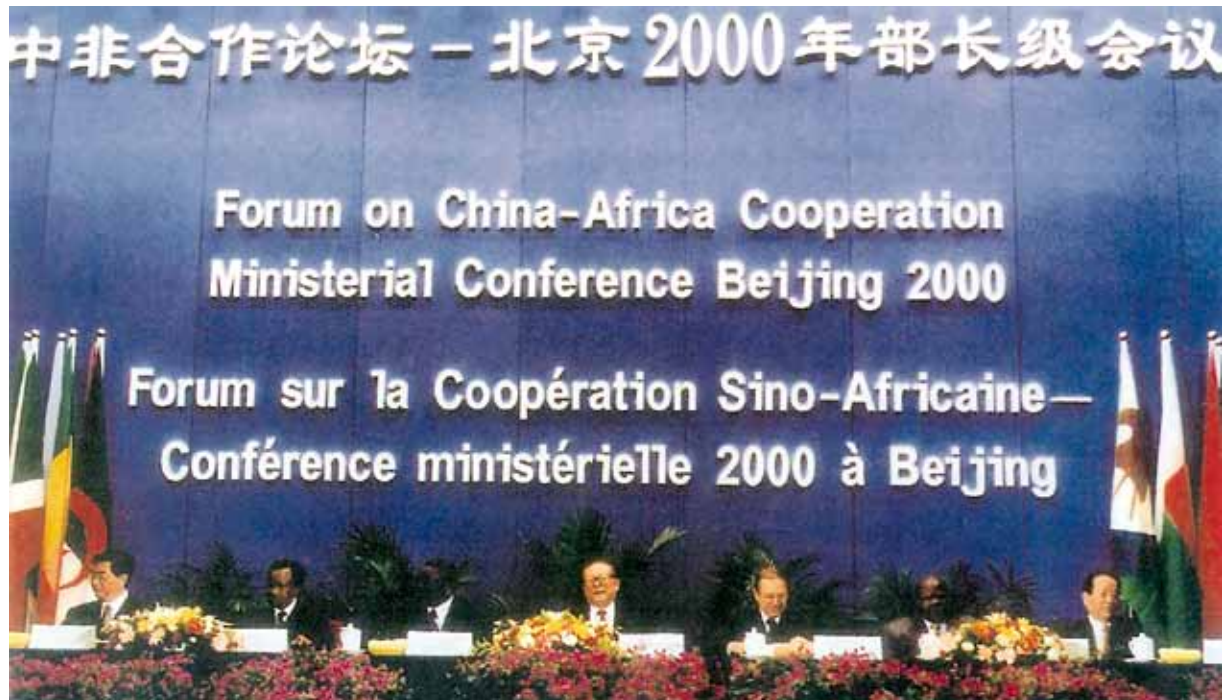 中非合作论坛－北京2000年部长级会议
Forum on China-Africa Cooperation
Ministerial Conference Beijing 2000
Forum sur la Coopération Sino-Africaine—
Conférence ministérielle 2000 à Beijing